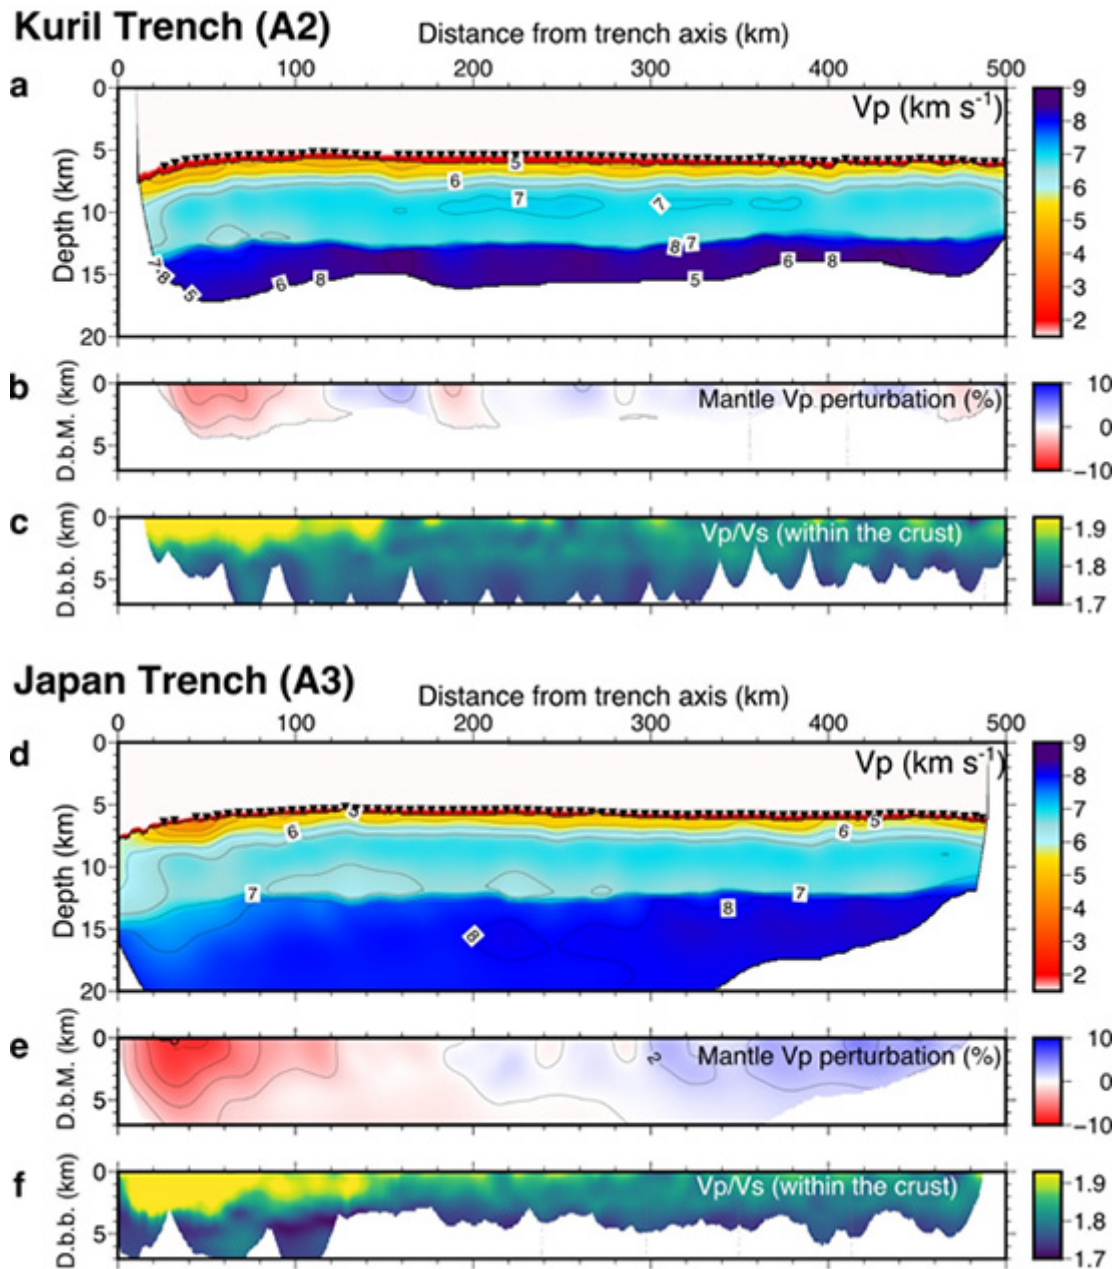 Kuril Trench (A2)
Distance from trench axis (km)
0 100 200 300 400 500
a
Vp (km s-1)
Depth (km)
0
5
10
15
20
5
6
7
7
8 7
7
8
5
6 8
5
6 8
9
8
7
6
5
4
3
2
b
Mantle Vp perturbation (%)
D.b.M. (km)
0
5
10
0
−10
c
Vp/Vs (within the crust)
D.b.b. (km)
0
5
1.9
1.8
1.7
Japan Trench (A3)
Distance from trench axis (km)
0 100 200 300 400 500
d
Vp (km s-1)
Depth (km)
0
5
10
15
20
6
5
6
5
7
7
8
8
9
8
7
6
5
4
3
2
e
2
Mantle Vp perturbation (%)
D.b.M. (km)
0
5
10
0
−10
f
Vp/Vs (within the crust)
D.b.b. (km)
0
5
1.9
1.8
1.7